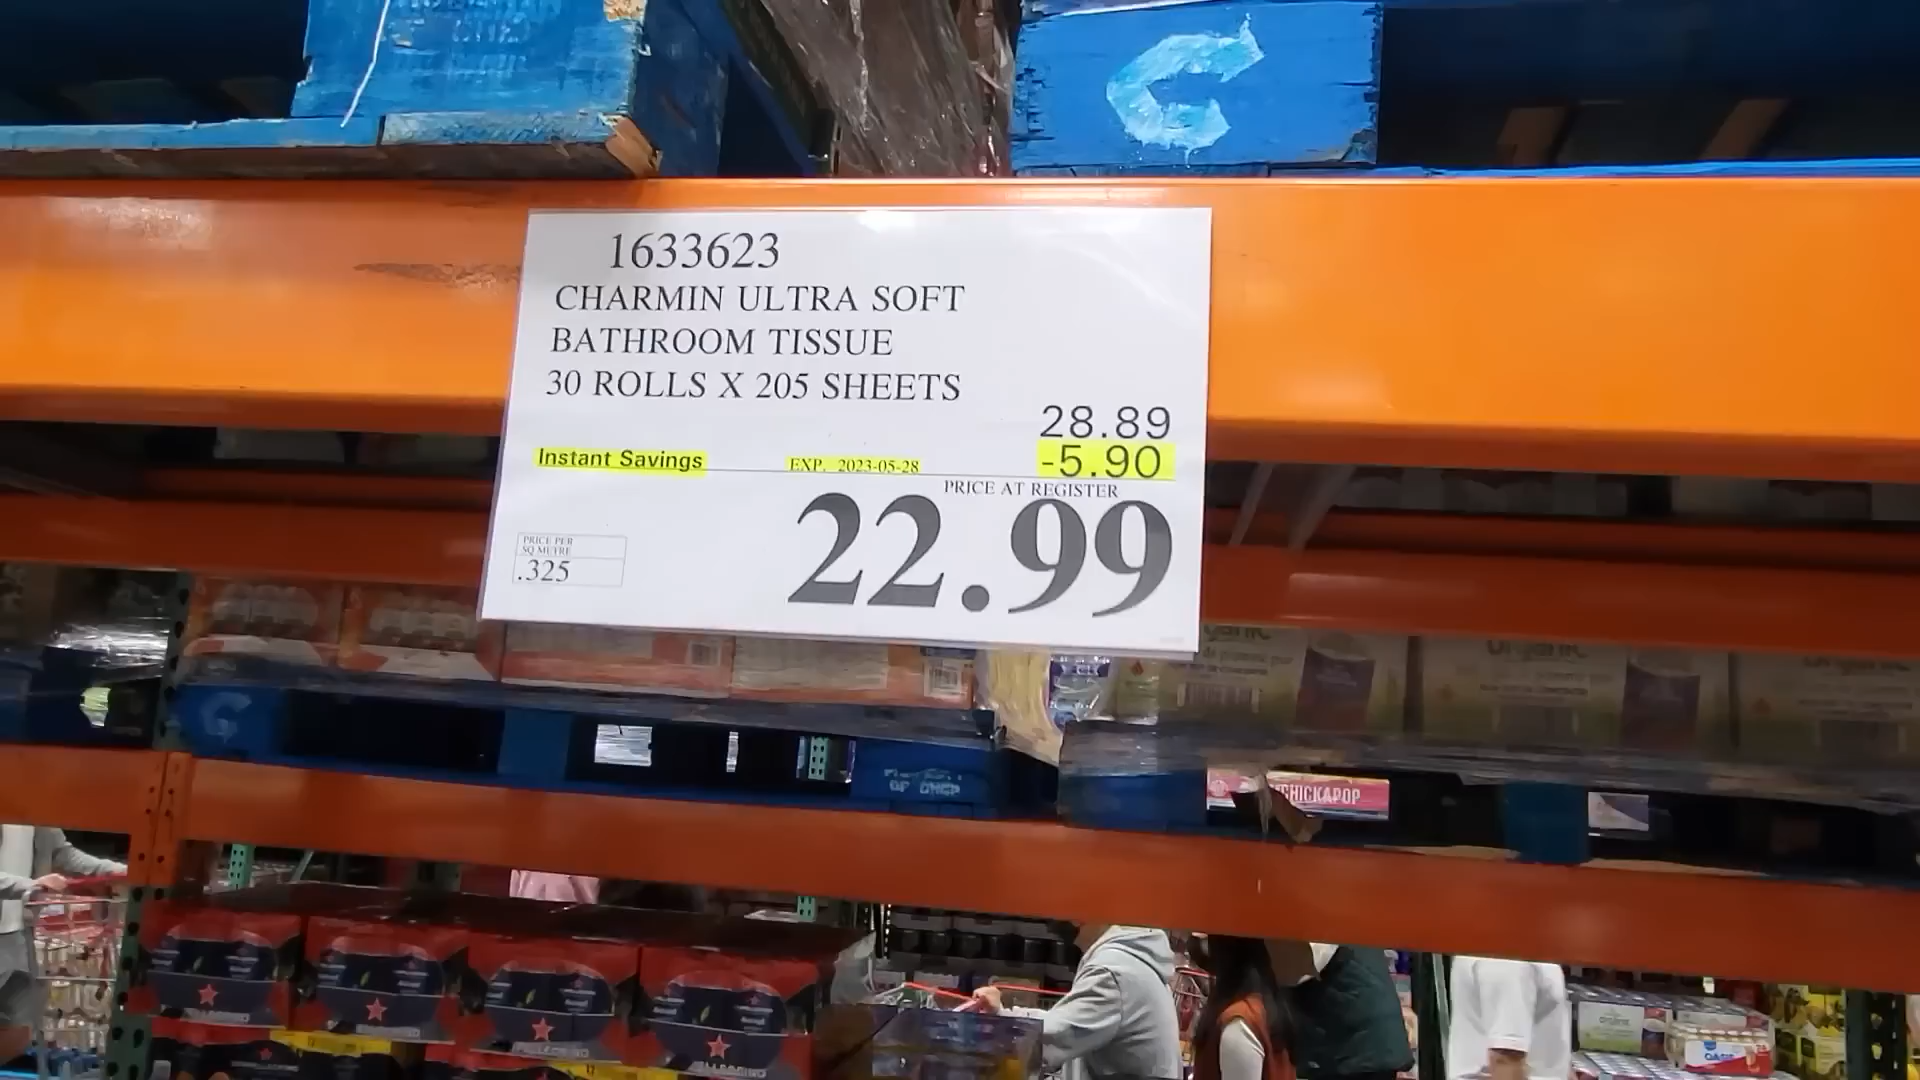 1633623
CHARMIN ULTRA SOFT
BATHROOM TISSUE
30 ROLLS X 205 SHEETS
28.89
Instant Savings EXP. 2023-05-28 -5.90
PRICE AT REGISTER
22.99
PRICE PER
SQ METRE
.325
CHICKAPOP
OASIS